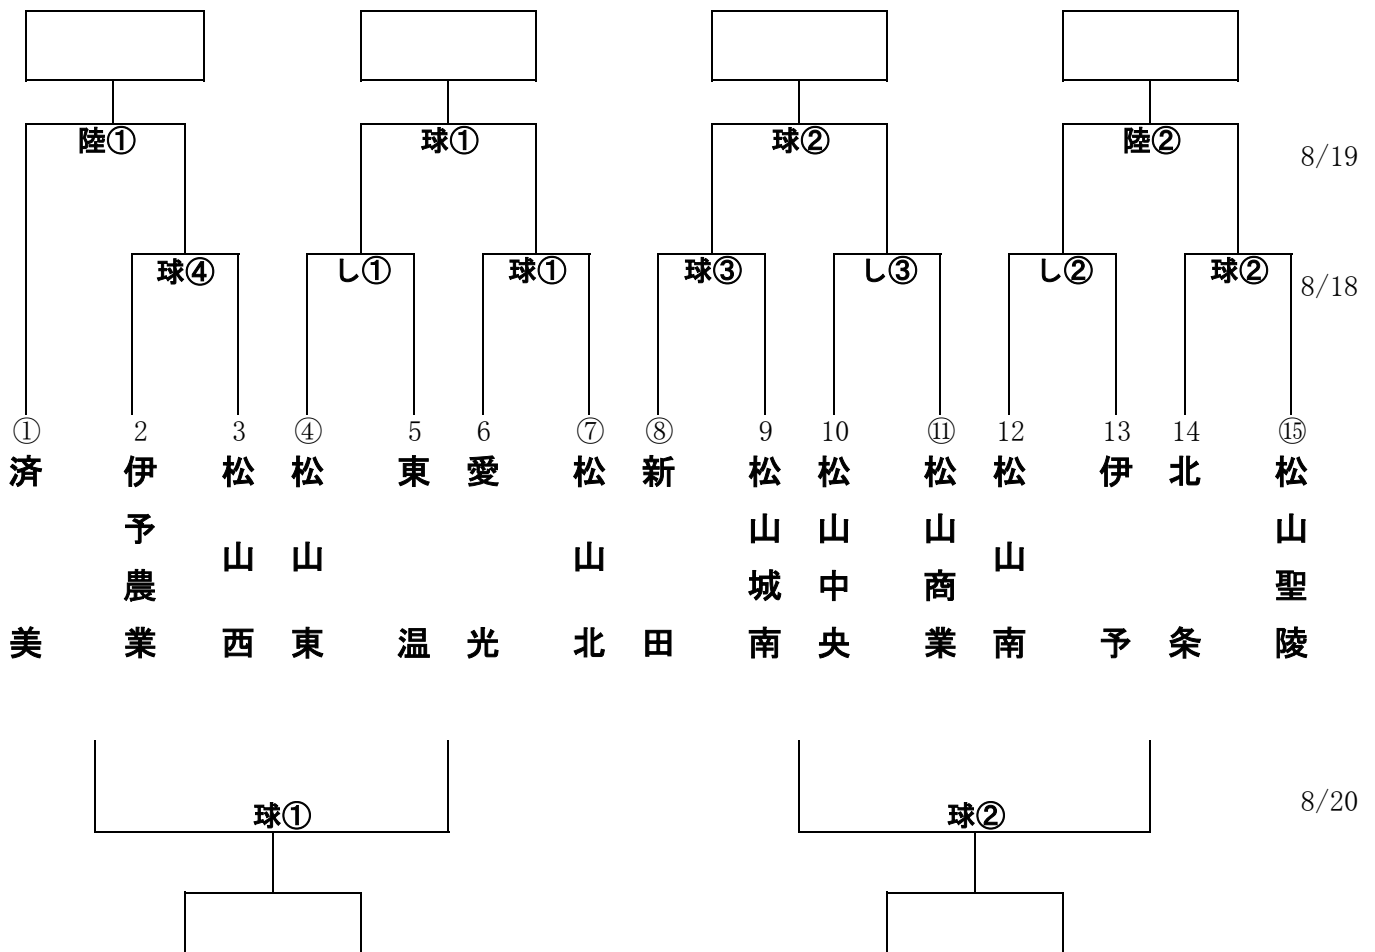 陸① 球① 球② 陸②
8/19
球④ し① 球① 球③ し③ し② 球②
8/18
① 2 3 ④ 5 6 ⑦ ⑧ 9 10 ⑪ 12 13 14 ⑮
済美
伊予農業
松山西
松山東
東温
愛光
松山北
新田
松山城南
松山中央
松山商業
松山南
伊予
北条
松山聖陵
球① 球②
8/20